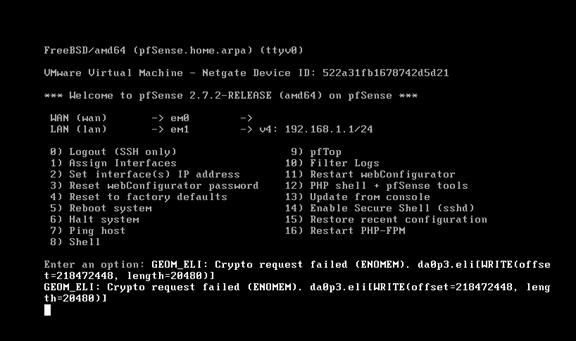 FreeBSD/amd64 (pfSense.home.arpa) (ttyv0)
VMware Virtual Machine - Netgate Device ID: 522a31fb1678742d5d21
*** Welcome to pfSense 2.7.2-RELEASE (amd64) on pfSense ***
WAN (wan)       -> em0        ->
LAN (lan)       -> em1        -> v4: 192.168.1.1/24
0) Logout (SSH only)                  9) pfTop
1) Assign Interfaces                 10) Filter Logs
2) Set interface(s) IP address       11) Restart webConfigurator
3) Reset webConfigurator password    12) PHP shell + pfSense tools
4) Reset to factory defaults         13) Update from console
5) Reboot system                     14) Enable Secure Shell (sshd)
6) Halt system                       15) Restore recent configuration
7) Ping host                         16) Restart PHP-FPM
8) Shell
Enter an option: GEOM_ELI: Crypto request failed (ENOMEM). da0p3.eli[WRITE(offse
t=218472448, length=20480)]
GEOM_ELI: Crypto request failed (ENOMEM). da0p3.eli[WRITE(offset=218472448, leng
th=20480)]